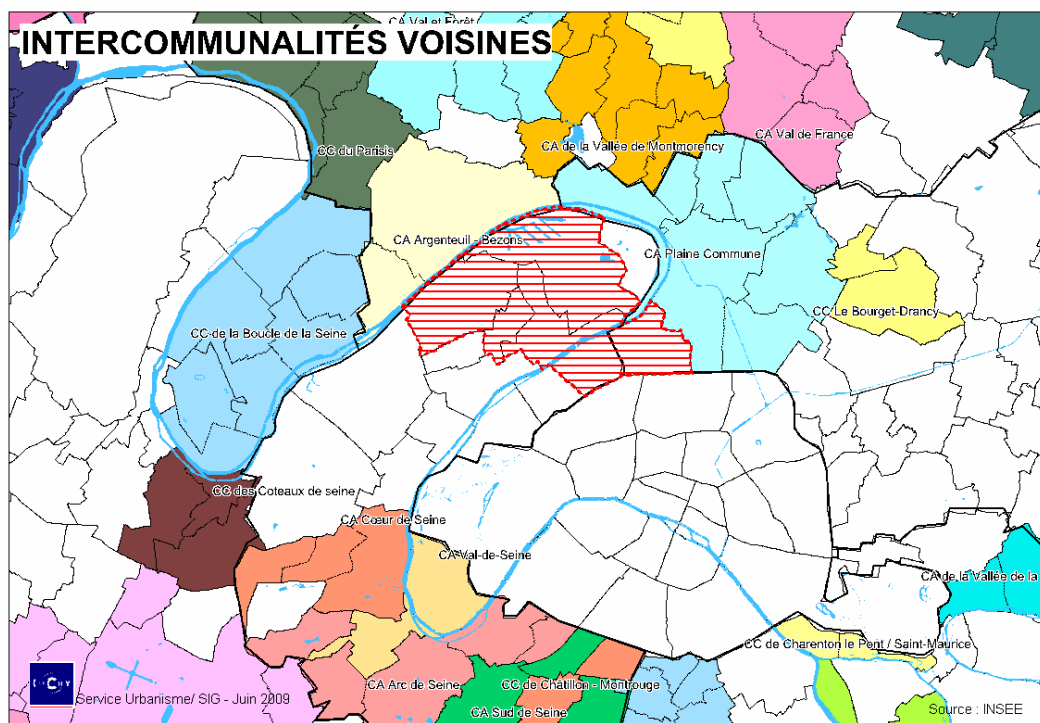 CA Val et Forêt
INTERCOMMUNALITÉS VOISINES
CA Val de France
CA de la Vallée de Montmorency
CC du Parisis
CA Argenteuil - Bezons
CA Plaine Commune
CC Le Bourget-Drancy
CC de la Boucle de la Seine
CC des Coteaux de seine
CA Cœur de Seine
CA Val-de-Seine
CA de la Vallée de la
CC de Charenton le Pont / Saint-Maurice
CA Arc de Seine
CC de Châtillon - Montrouge
CA Sud de Seine
Service Urbanisme/ SIG - Juin 2009
Source : INSEE